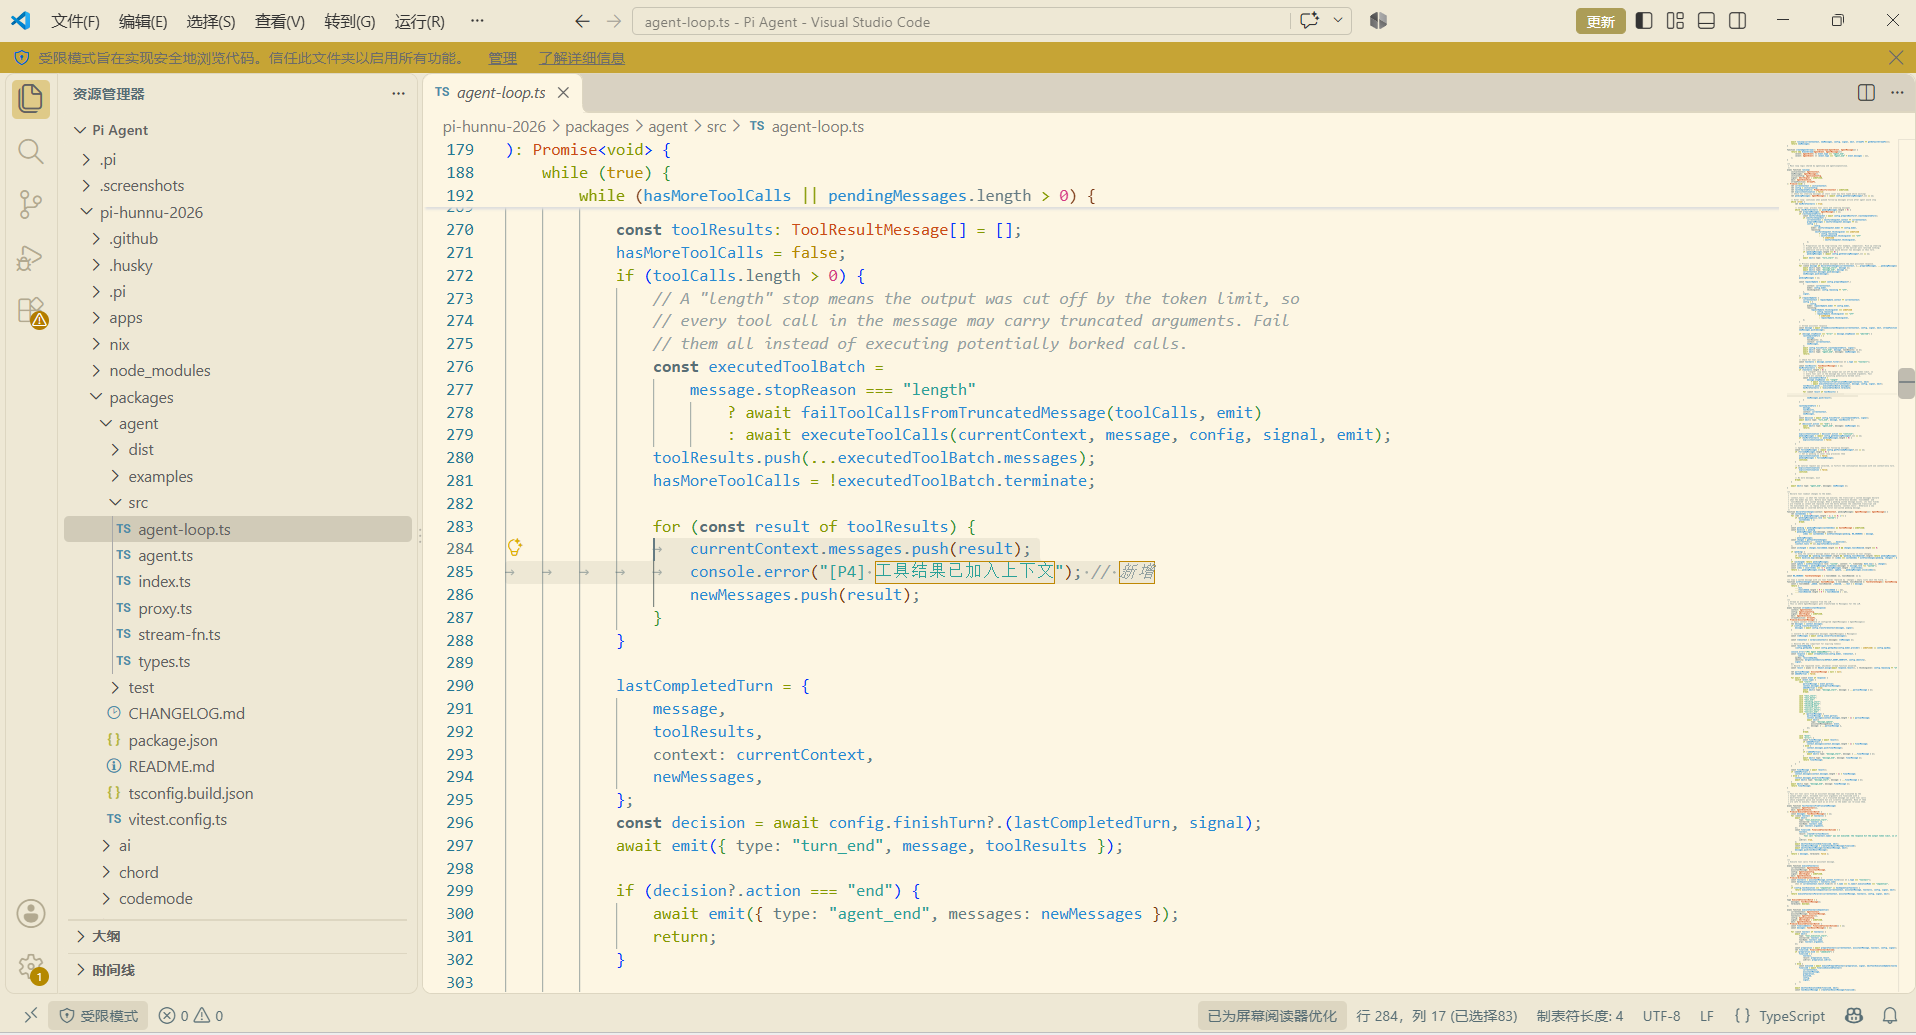 文件(F) 编辑(E) 选择(S) 查看(V) 转到(G) 运行(R) ··· agent-loop.ts - Pi Agent - Visual Studio Code 更新
受限模式旨在实现安全地浏览代码。信任此文件夹以启用所有功能。 管理 了解详细信息
资源管理器 ···
Pi Agent
.pi
.screenshots
pi-hunnu-2026
.github
.husky
.pi
apps
nix
node_modules
packages
agent
dist
examples
src
TS agent-loop.ts
TS agent.ts
TS index.ts
TS proxy.ts
TS stream-fn.ts
TS types.ts
test
CHANGELOG.md
{} package.json
README.md
{} tsconfig.build.json
TS vitest.config.ts
ai
chord
codemode
大纲
时间线
TS agent-loop.ts ···
pi-hunnu-2026 > packages > agent > src > TS agent-loop.ts
179 ): Promise<void> {
188 while (true) {
192 while (hasMoreToolCalls || pendingMessages.length > 0) {
270 const toolResults: ToolResultMessage[] = [];
271 hasMoreToolCalls = false;
272 if (toolCalls.length > 0) {
273 // A "length" stop means the output was cut off by the token limit, so
274 // every tool call in the message may carry truncated arguments. Fail
275 // them all instead of executing potentially borked calls.
276 const executedToolBatch =
277 message.stopReason === "length"
278 ? await failToolCallsFromTruncatedMessage(toolCalls, emit)
279 : await executeToolCalls(currentContext, message, config, signal, emit);
280 toolResults.push(...executedToolBatch.messages);
281 hasMoreToolCalls = !executedToolBatch.terminate;
282
283 for (const result of toolResults) {
284 currentContext.messages.push(result);
285 console.error("[P4] 工具结果已加入上下文"); // 新增
286 newMessages.push(result);
287 }
288 }
289
290 lastCompletedTurn = {
291 message,
292 toolResults,
293 context: currentContext,
294 newMessages,
295 };
296 const decision = await config.finishTurn?.(lastCompletedTurn, signal);
297 await emit({ type: "turn_end", message, toolResults });
298
299 if (decision?.action === "end") {
300 await emit({ type: "agent_end", messages: newMessages });
301 return;
302 }
303
受限模式 0 0 已为屏幕阅读器优化 行 284，列 17 (已选择83) 制表符长度: 4 UTF-8 LF {} TypeScript
1